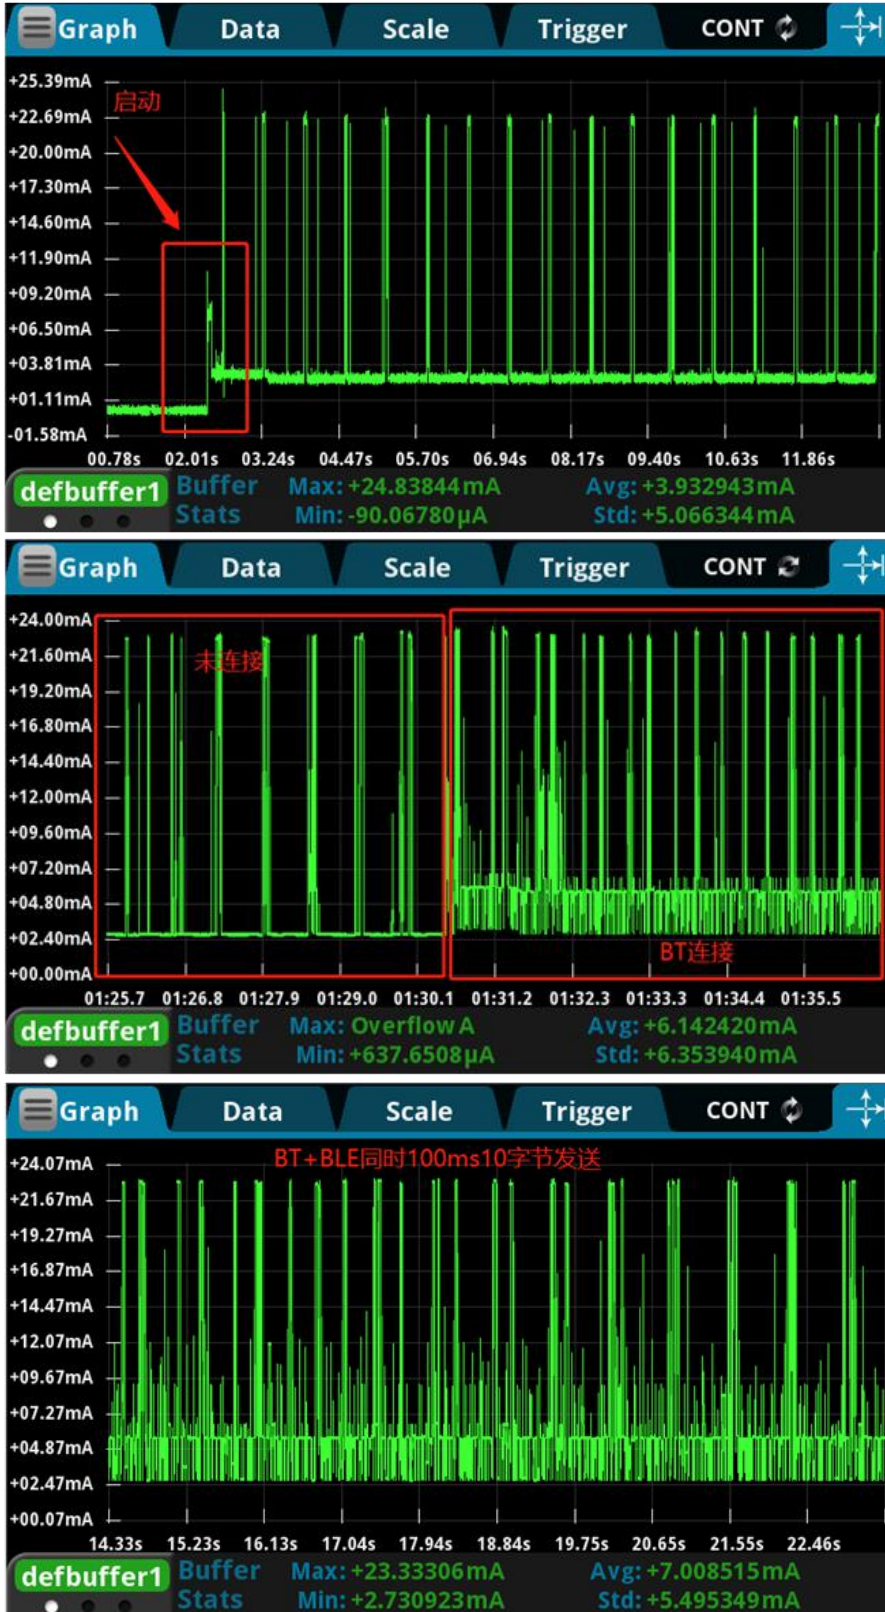 Graph Data Scale Trigger CONT
+25.39mA
启动
+22.69mA
+20.00mA
+17.30mA
+14.60mA
+11.90mA
+09.20mA
+06.50mA
+03.81mA
+01.11mA
-01.58mA
00.78s 02.01s 03.24s 04.47s 05.70s 06.94s 08.17s 09.40s 10.63s 11.86s
defbuffer1 Buffer Max: +24.83844mA Avg: +3.932943mA
Stats Min: -90.06780μA Std: +5.066344mA
Graph Data Scale Trigger CONT
+24.00mA
+21.60mA 未连接
+19.20mA
+16.80mA
+14.40mA
+12.00mA
+09.60mA
+07.20mA
+04.80mA
+02.40mA BT连接
+00.00mA
01:25.7 01:26.8 01:27.9 01:29.0 01:30.1 01:31.2 01:32.3 01:33.3 01:34.4 01:35.5
defbuffer1 Buffer Max: Overflow A Avg: +6.142420mA
Stats Min: +637.6508μA Std: +6.353940mA
Graph Data Scale Trigger CONT
+24.07mA BT+BLE同时100ms10字节发送
+21.67mA
+19.27mA
+16.87mA
+14.47mA
+12.07mA
+09.67mA
+07.27mA
+04.87mA
+02.47mA
+00.07mA
14.33s 15.23s 16.13s 17.04s 17.94s 18.84s 19.75s 20.65s 21.55s 22.46s
defbuffer1 Buffer Max: +23.33306mA Avg: +7.008515mA
Stats Min: +2.730923mA Std: +5.495349mA